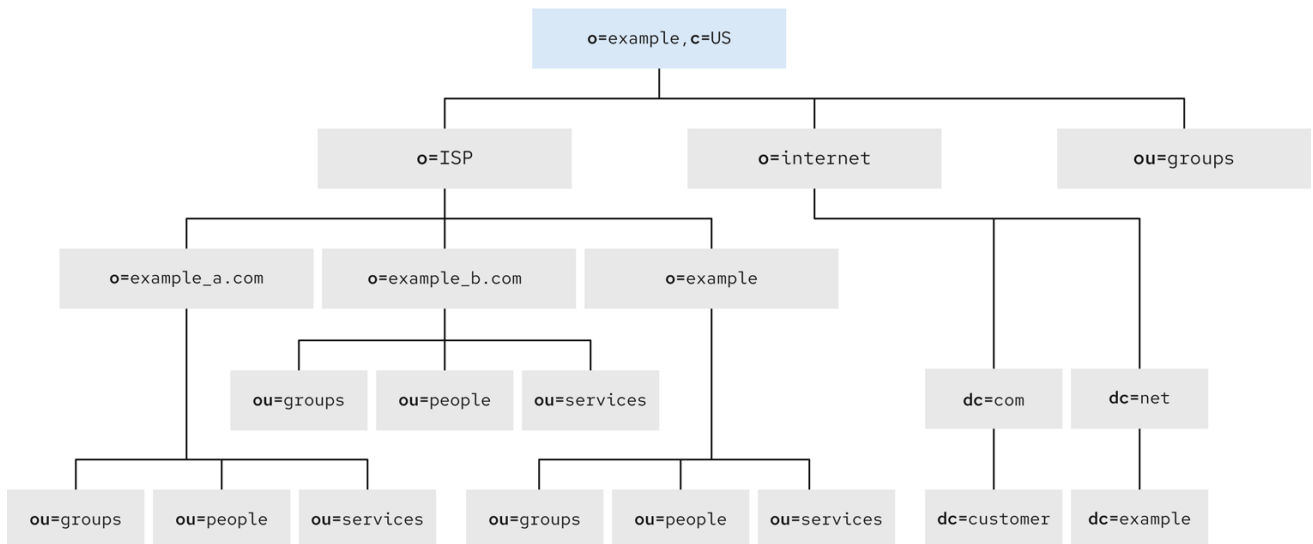 o=example,c=US
o=ISP
o=internet
ou=groups
o=example_a.com
o=example_b.com
o=example
ou=groups
ou=people
ou=services
dc=com
dc=net
ou=groups
ou=people
ou=services
ou=groups
ou=people
ou=services
dc=customer
dc=example